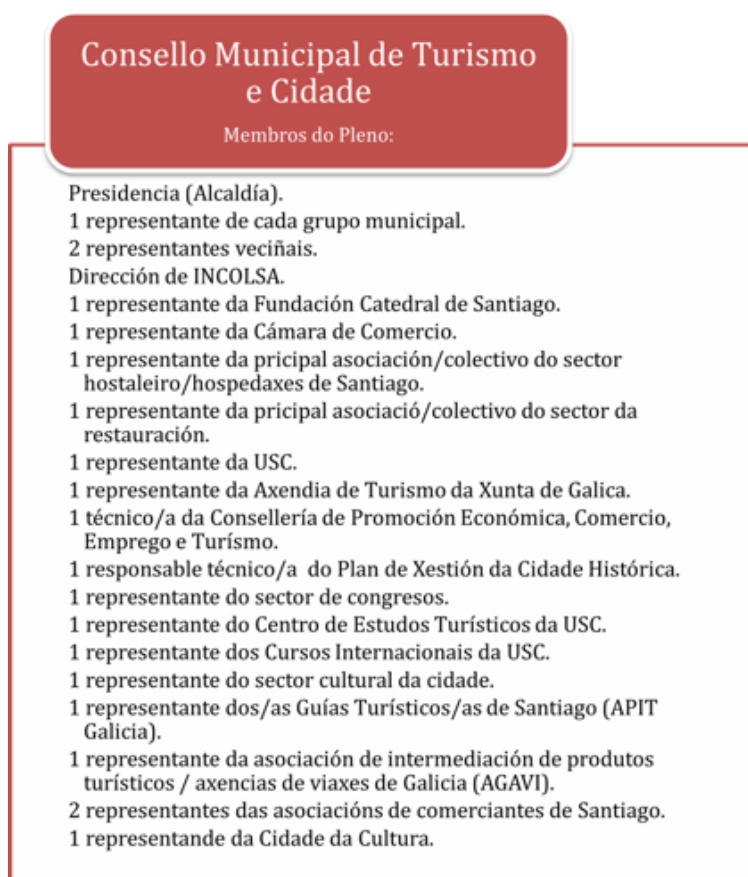 Consello Municipal de Turismo
e Cidade
Membros do Pleno:
Presidencia (Alcaldía).
1 representante de cada grupo municipal.
2 representantes veciñais.
Dirección de INCOLSA.
1 representante da Fundación Catedral de Santiago.
1 representante da Cámara de Comercio.
1 representante da pricipal asociación/colectivo do sector
hostaleiro/hospedaxes de Santiago.
1 representante da pricipal asociació/colectivo do sector da
restauración.
1 representante da USC.
1 representante da Axendia de Turismo da Xunta de Galica.
1 técnico/a da Consellería de Promoción Económica, Comercio,
Emprego e Turísmo.
1 responsable técnico/a do Plan de Xestión da Cidade Histórica.
1 representante do sector de congresos.
1 representante do Centro de Estudos Turísticos da USC.
1 representante dos Cursos Internacionais da USC.
1 representante do sector cultural da cidade.
1 representante dos/as Guías Turísticos/as de Santiago (APIT
Galicia).
1 representante da asociación de intermediación de produtos
turísticos / axencias de viaxes de Galicia (AGAVI).
2 representantes das asociacións de comerciantes de Santiago.
1 representande da Cidade da Cultura.